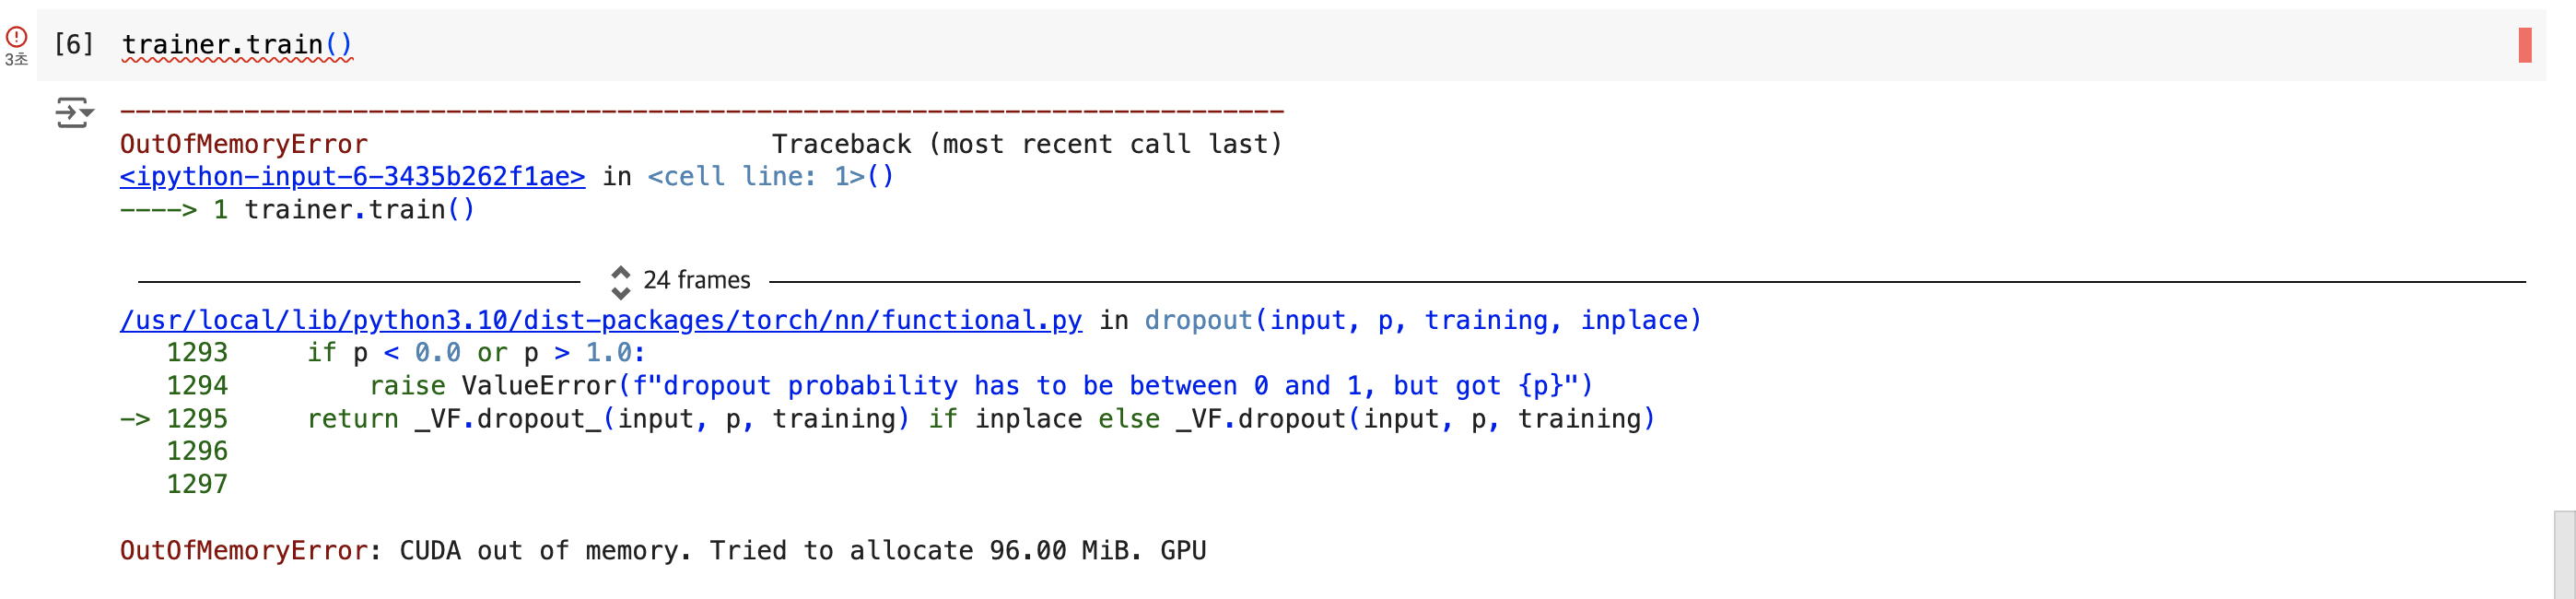 [6] trainer.train()
3초
---------------------------------------------------------------------------
OutOfMemoryError                          Traceback (most recent call last)
<ipython-input-6-3435b262f1ae> in <cell line: 1>()
----> 1 trainer.train()
24 frames
/usr/local/lib/python3.10/dist-packages/torch/nn/functional.py in dropout(input, p, training, inplace)
   1293     if p < 0.0 or p > 1.0:
   1294         raise ValueError(f"dropout probability has to be between 0 and 1, but got {p}")
-> 1295     return _VF.dropout_(input, p, training) if inplace else _VF.dropout(input, p, training)
   1296
   1297
OutOfMemoryError: CUDA out of memory. Tried to allocate 96.00 MiB. GPU